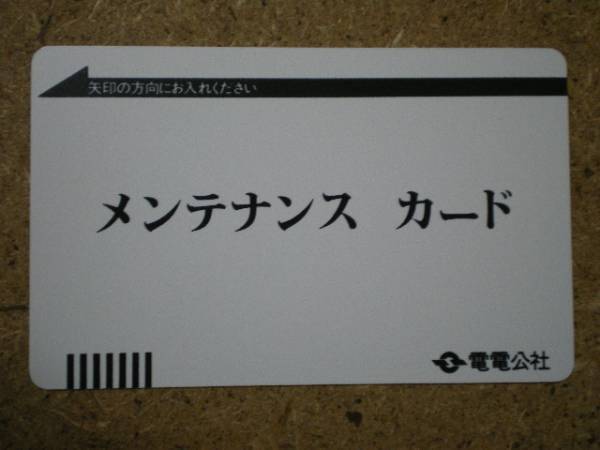 矢印の方向にお入れください
メンテナンス カード
電電公社